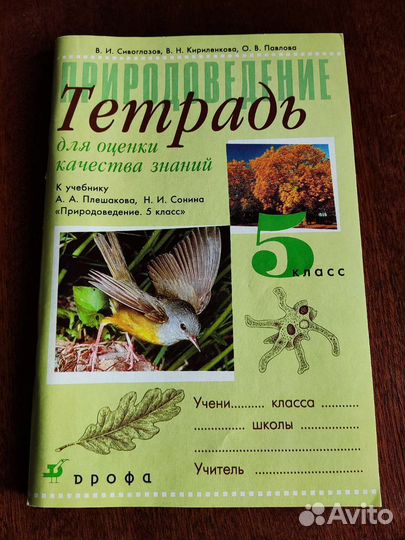 В. И. Сивоглазов, В. Н. Кириленкова, О. В. Павлова
ПРИРОДОВЕДЕНИЕ
Тетрадь
для оценки
качества знаний
К учебнику
А. А. Плешакова, Н. И. Сонина
«Природоведение. 5 класс»
5
класс
Учени.......... класса ...........
.................. школы ...........
.............................................
Учитель ................................
дрофа
Avito